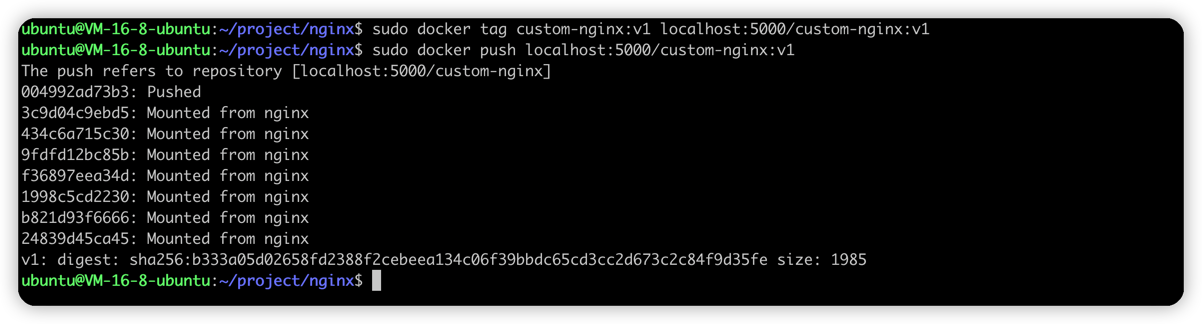 ubuntu@VM-16-8-ubuntu:~/project/nginx$ sudo docker tag custom-nginx:v1 localhost:5000/custom-nginx:v1
ubuntu@VM-16-8-ubuntu:~/project/nginx$ sudo docker push localhost:5000/custom-nginx:v1
The push refers to repository [localhost:5000/custom-nginx]
004992ad73b3: Pushed
3c9d04c9ebd5: Mounted from nginx
434c6a715c30: Mounted from nginx
9fdfd12bc85b: Mounted from nginx
f36897eea34d: Mounted from nginx
1998c5cd2230: Mounted from nginx
b821d93f6666: Mounted from nginx
24839d45ca45: Mounted from nginx
v1: digest: sha256:b333a05d02658fd2388f2cebeea134c06f39bbdc65cd3cc2d673c2c84f9d35fe size: 1985
ubuntu@VM-16-8-ubuntu:~/project/nginx$